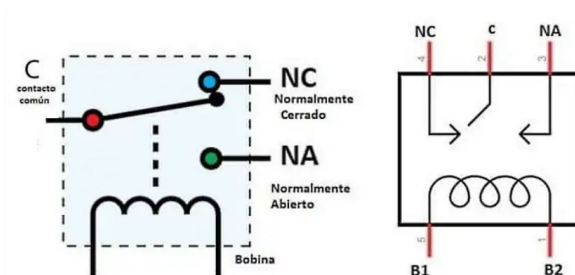 C
contacto
común
NC
Normalmente
Cerrado
NA
Normalmente
Abierto
Bobina
NC
c
NA
4
2
3
5
1
B1
B2